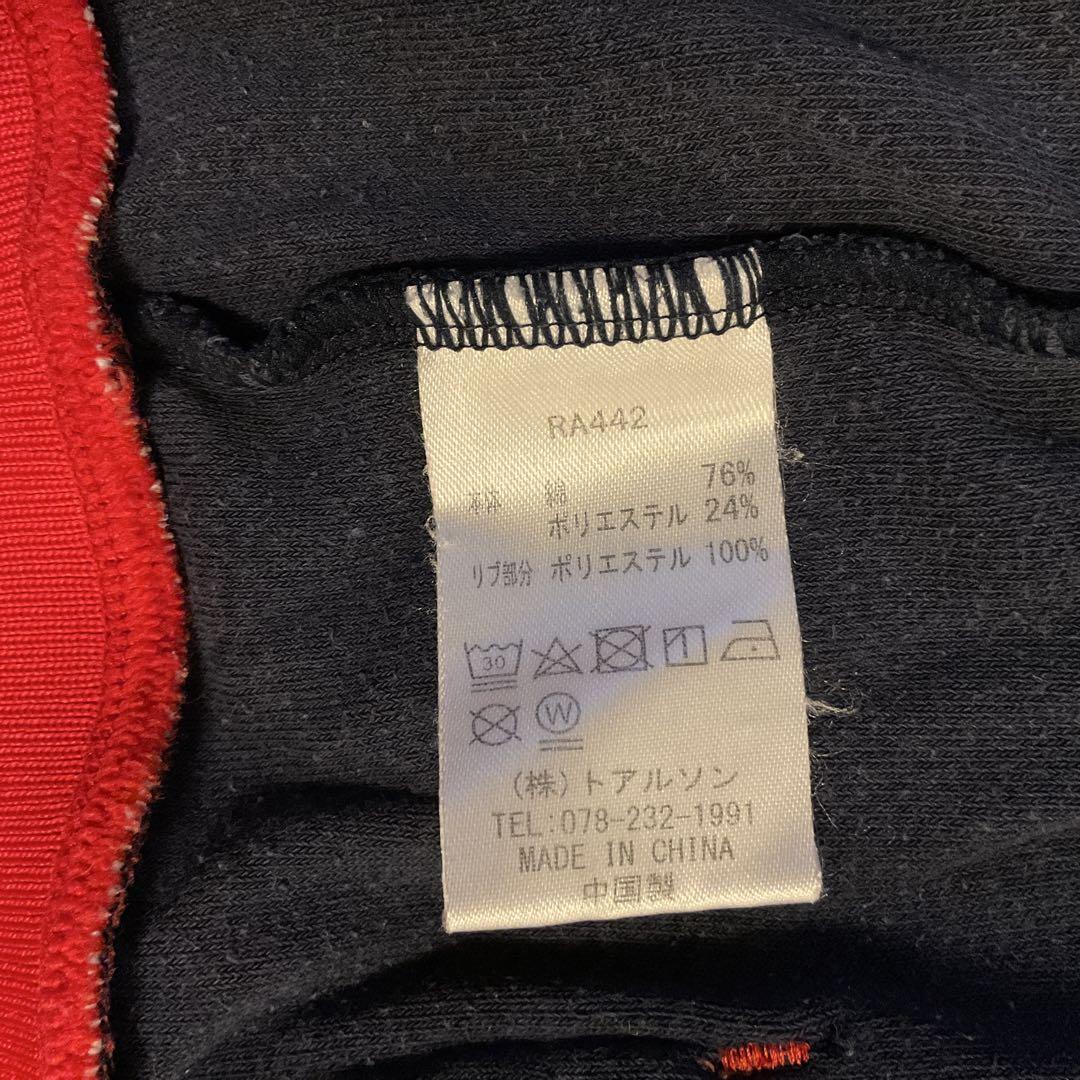 RA442
本体 綿 76%
ポリエステル 24%
リブ部分 ポリエステル 100%
30
W
(株)トアルソン
TEL:078-232-1991
MADE IN CHINA
中国製